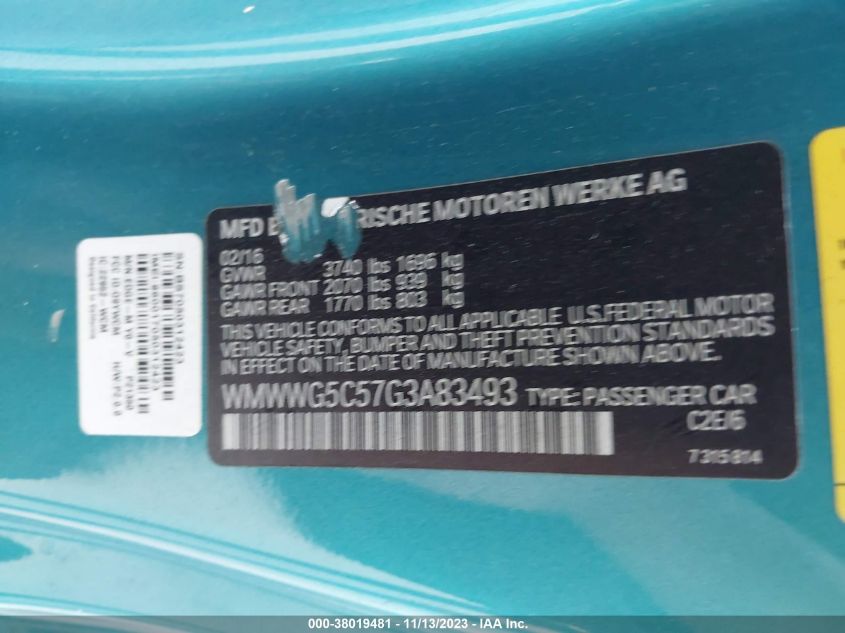 MFD B RISCHE MOTOREN WERKE AG
02/16
GVWR 3740 lbs 1696 kg
GAWR FRONT 2070 lbs 939 kg
GAWR REAR 1770 lbs 803 kg
THIS VEHICLE CONFORMS TO ALL APPLICABLE U.S.FEDERAL MOTOR
VEHICLE SAFETY, BUMPER AND THEFT PREVENTION STANDARDS
IN EFFECT ON THE DATE OF MANUFACTURE SHOWN ABOVE.
WMWWG5C57G3A83493 TYPE: PASSENGER CAR
C2E/6
7315814
000-38019481 - 11/13/2023 - IAA Inc.